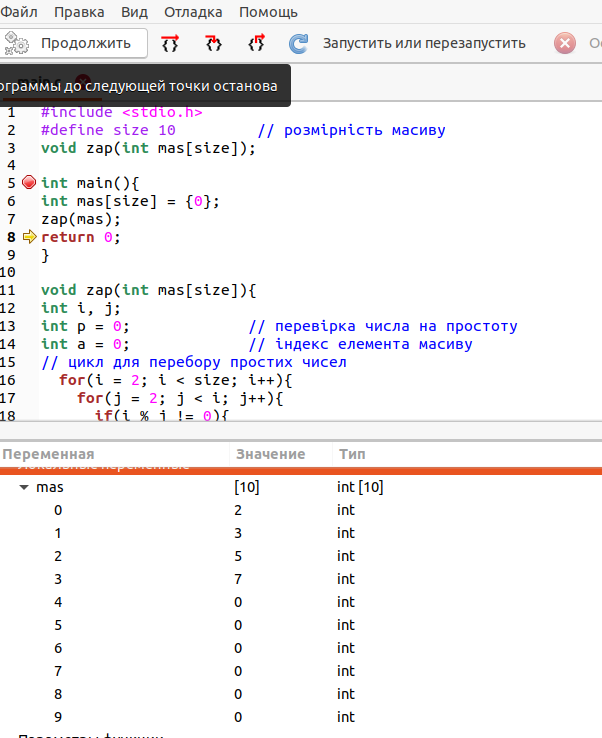 Файл Правка Вид Отладка Помощь
Продолжить Запустить или перезапустить
ограммы до следующей точки останова
1 #include <stdio.h>
2 #define size 10 // розмірність масиву
3 void zap(int mas[size]);
4
5 int main(){
6 int mas[size] = {0};
7 zap(mas);
8 return 0;
9 }
10
11 void zap(int mas[size]){
12 int i, j;
13 int p = 0; // перевірка числа на простоту
14 int a = 0; // індекс елемента масиву
15 // цикл для перебору простих чисел
16 for(i = 2; i < size; i++){
17 for(j = 2; j < i; j++){
18 if(i % j != 0){
Переменная Значение Тип
Локальные переменные
mas [10] int [10]
0 2 int
1 3 int
2 5 int
3 7 int
4 0 int
5 0 int
6 0 int
7 0 int
8 0 int
9 0 int